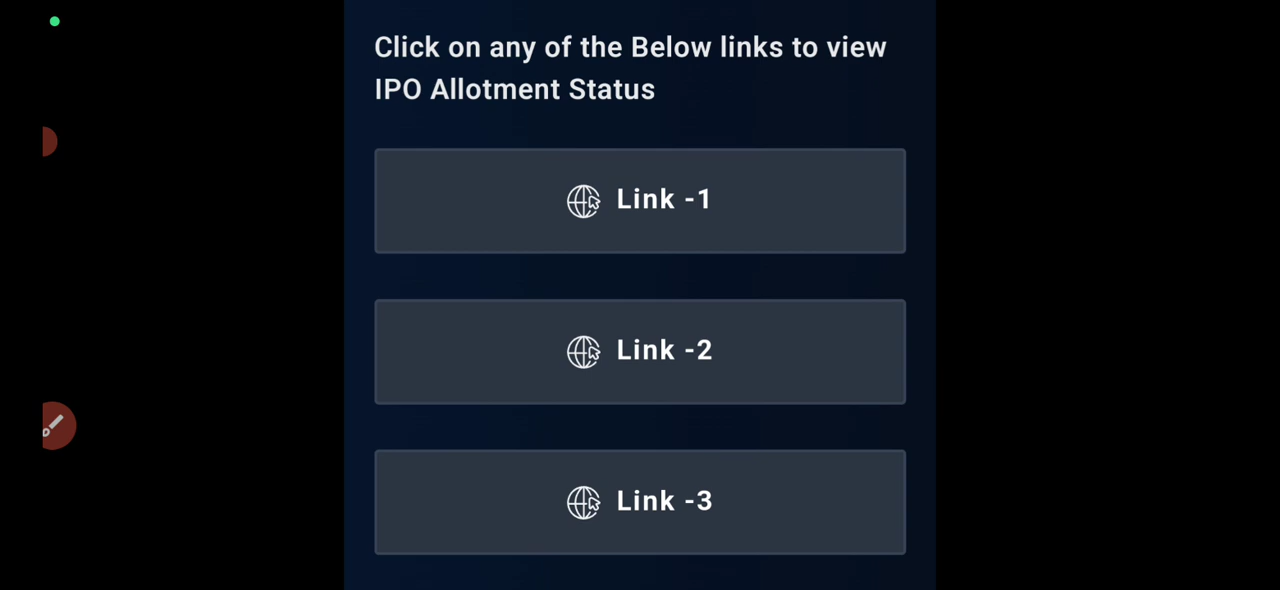 Click on any of the Below links to view
IPO Allotment Status
Link -1
Link -2
Link -3